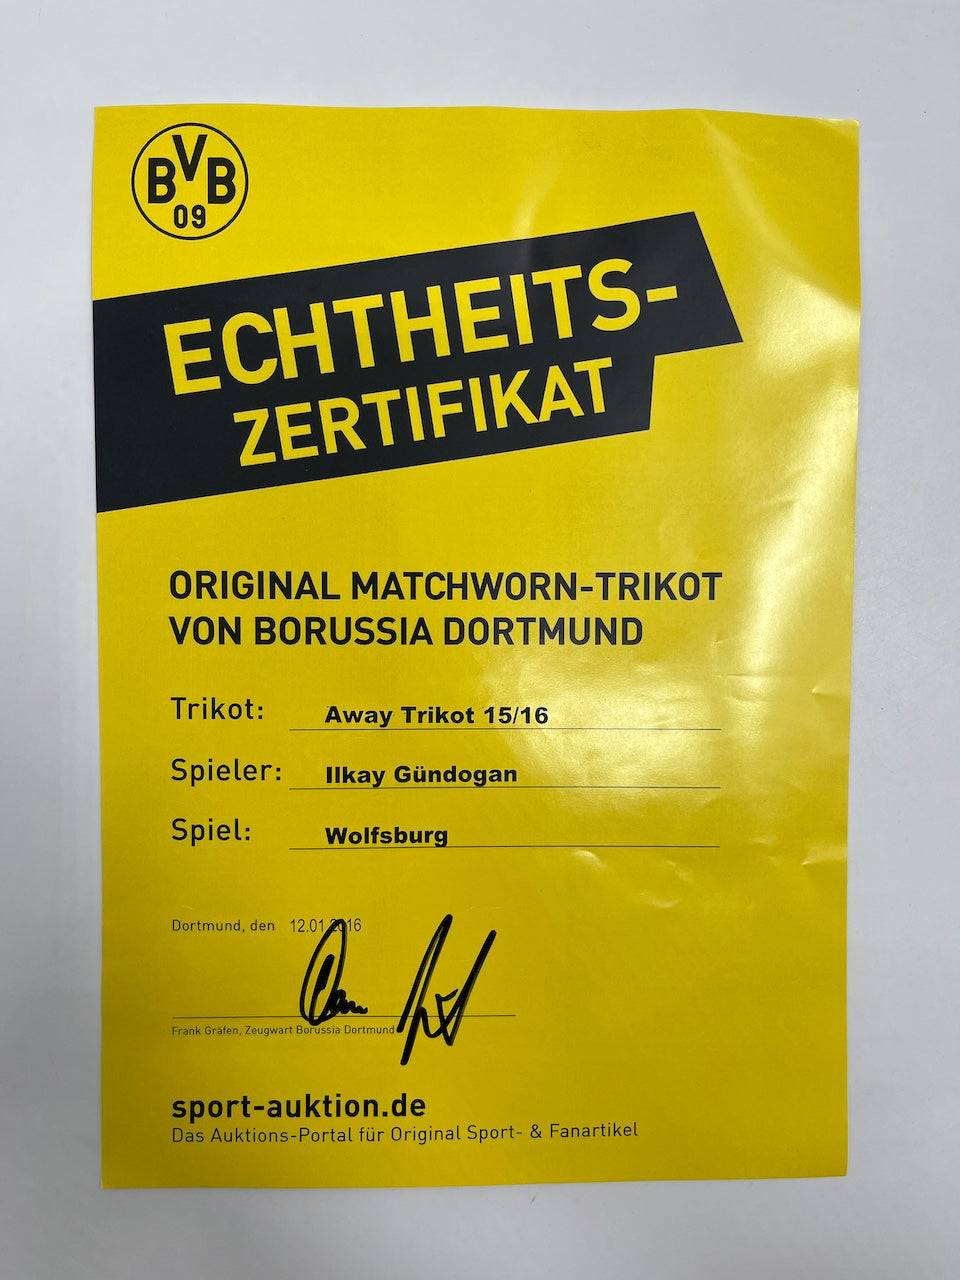 BVB
09
ECHTHEITS-
ZERTIFIKAT
ORIGINAL MATCHWORN-TRIKOT
VON BORUSSIA DORTMUND
Trikot: Away Trikot 15/16
Spieler: Ilkay Gündogan
Spiel: Wolfsburg
Dortmund, den 12.01.2016
Frank Gräfen, Zeugwart Borussia Dortmund
sport-auktion.de
Das Auktions-Portal für Original Sport- & Fanartikel